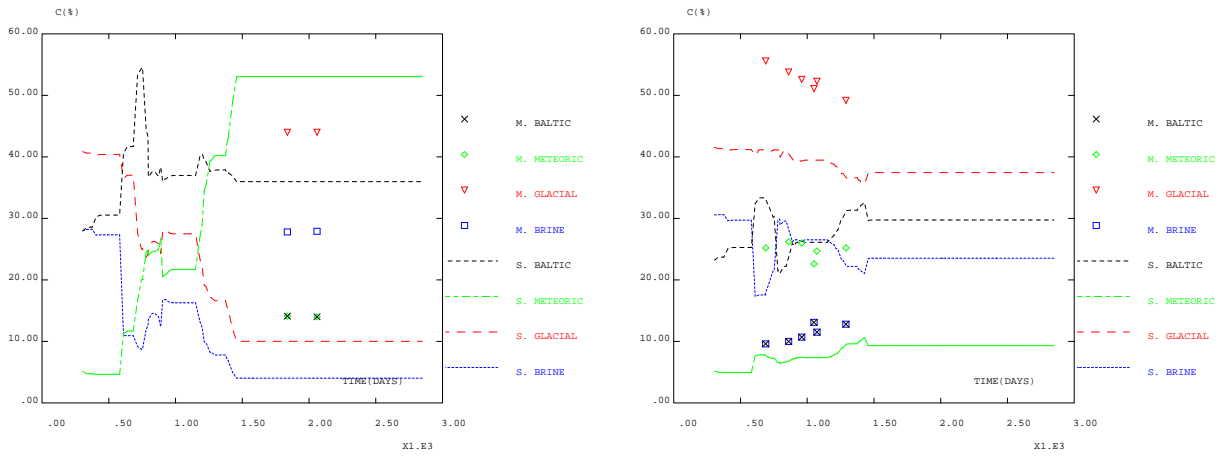 C(%)
60.00
50.00
40.00
30.00
20.00
10.00
.00
TIME(DAYS)
.00 .50 1.00 1.50 2.00 2.50 3.00
X1.E3
M. BALTIC
M. METEORIC
M. GLACIAL
M. BRINE
S. BALTIC
S. METEORIC
S. GLACIAL
S. BRINE
C(%)
60.00
50.00
40.00
30.00
20.00
10.00
.00
TIME(DAYS)
.00 .50 1.00 1.50 2.00 2.50 3.00
X1.E3
M. BALTIC
M. METEORIC
M. GLACIAL
M. BRINE
S. BALTIC
S. METEORIC
S. GLACIAL
S. BRINE